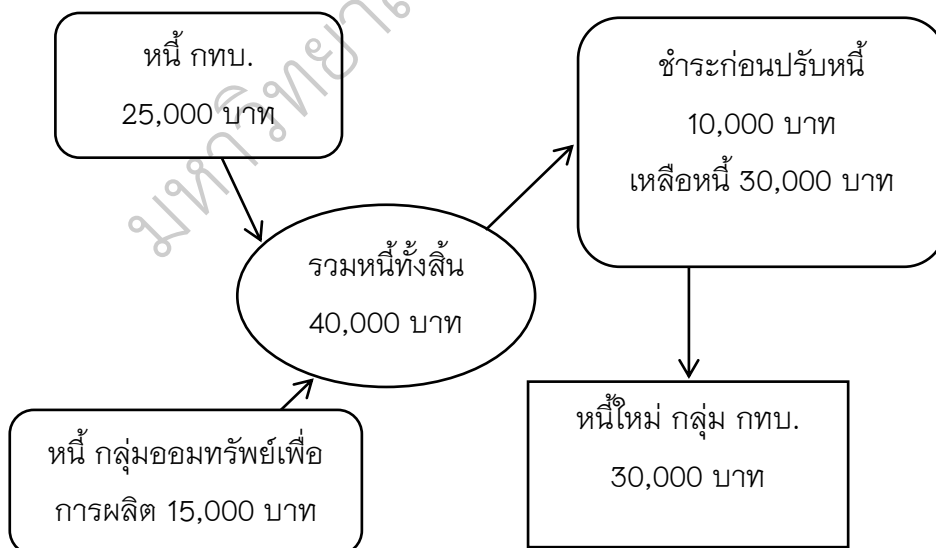 หนี้ กทบ.
25,000 บาท
ชำระก่อนปรับหนี้
10,000 บาท
เหลือหนี้ 30,000 บาท
รวมหนี้ทั้งสิ้น
40,000 บาท
หนี้ กลุ่มออมทรัพย์เพื่อ
การผลิต 15,000 บาท
หนี้ใหม่ กลุ่ม กทบ.
30,000 บาท